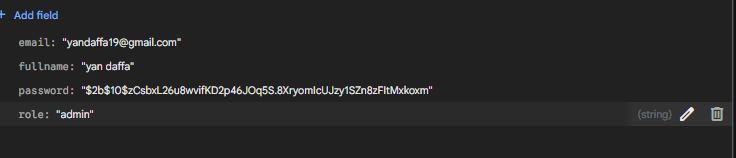 + Add field
email: "yandaffa19@gmail.com"
fullname: "yan daffa"
password: "$2b$10$zCsbxL26u8wvifKD2p46JOq5S.8XryomIcUJzy1SZn8zFItMxkoxm"
role: "admin" (string)